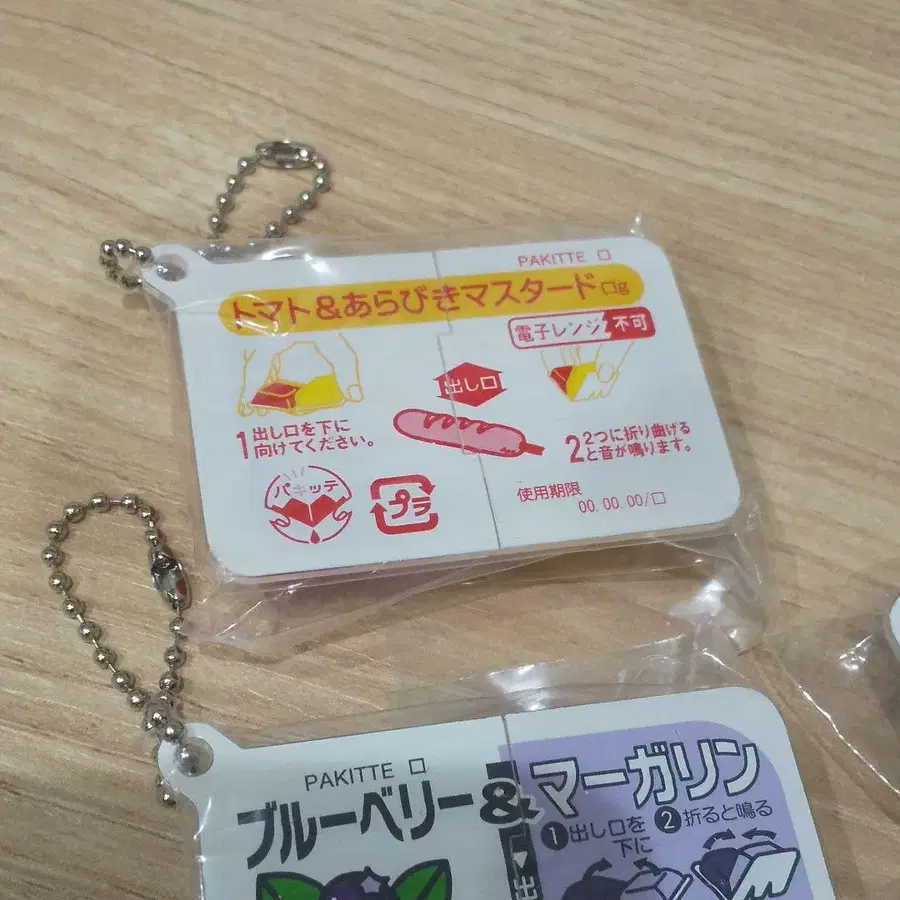 PAKITTE □
トマト&あらびきマスタード □g
電子レンジ 不可
出し口
1 出し口を下に
向けてください。
2 2つに折り曲げる
と音が鳴ります。
パキッテ
プラ
使用期限
00.00.00/□
PAKITTE □
ブルーベリー&マーガリン
① 出し口を
下に
② 折ると鳴る
出